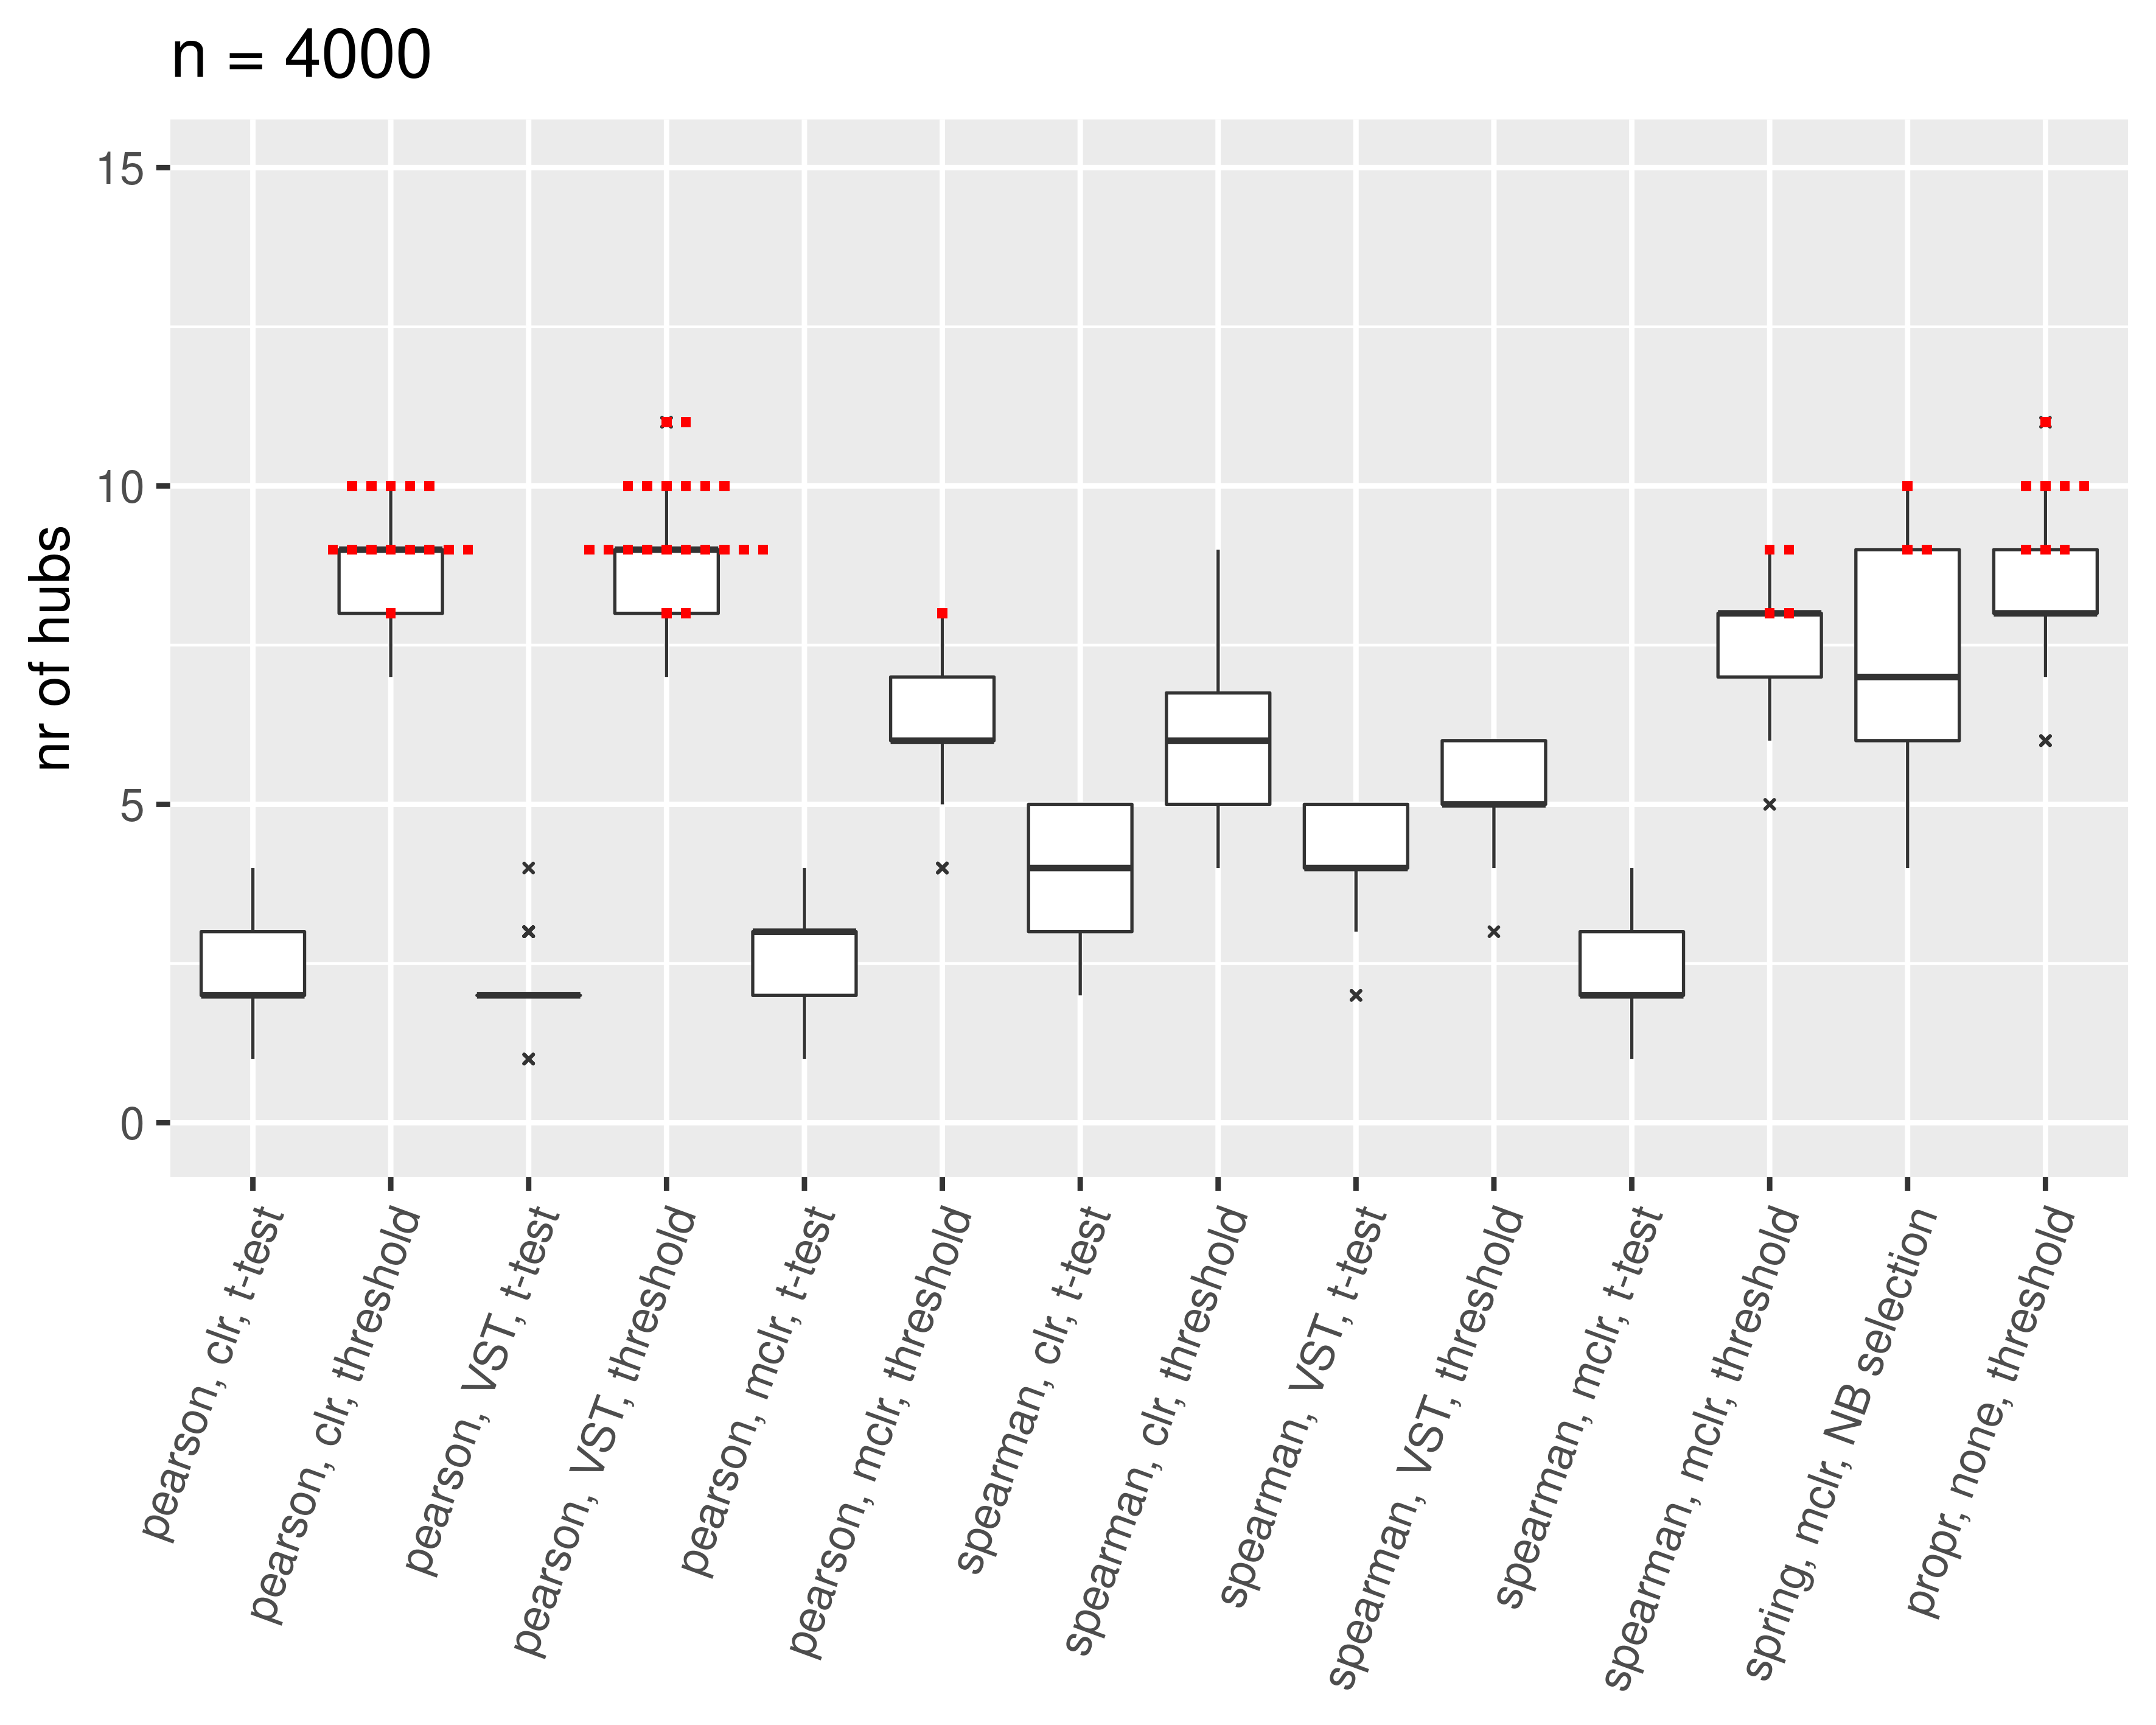 n = 4000
nr of hubs
15
10
5
0
pearson, clr, t-test
pearson, clr, threshold
pearson, VST, t-test
pearson, VST, threshold
pearson, mclr, t-test
pearson, mclr, threshold
spearman, clr, t-test
spearman, clr, threshold
spearman, VST, t-test
spearman, VST, threshold
spearman, mclr, t-test
spearman, mclr, threshold
spring, mclr, NB selection
propr, none, threshold